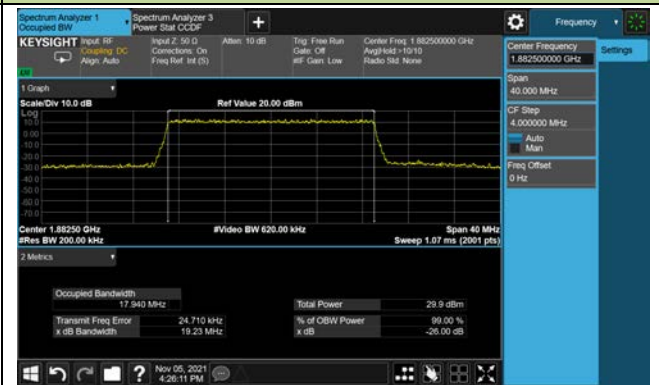 Spectrum Analyzer 1
Occupied BW
Spectrum Analyzer 3
Power Stat CCDF
Frequency
KEYSIGHT
Input: RF
Coupling: DC
Align: Auto
Input Z: 50 Ω
Corrections: On
Freq Ref: Int (S)
Atten: 10 dB
Trig: Free Run
Gate: Off
#IF Gain: Low
Center Freq: 1.882500000 GHz
Avg|Hold:>10/10
Radio Std: None
Center Frequency
1.882500000 GHz
Settings
Span
40.000 MHz
CF Step
4.000000 MHz
Auto
Man
Freq Offset
0 Hz
1 Graph
Scale/Div 10.0 dB
Ref Value 20.00 dBm
Log
10.0
0.00
-10.0
-20.0
-30.0
-40.0
-50.0
-60.0
-70.0
Center 1.88250 GHz
#Video BW 620.00 kHz
Span 40 MHz
#Res BW 200.00 kHz
Sweep 1.07 ms (2001 pts)
2 Metrics
Occupied Bandwidth
17.940 MHz
Total Power 29.9 dBm
Transmit Freq Error 24.710 kHz
% of OBW Power 99.00 %
x dB Bandwidth 19.23 MHz
x dB -26.00 dB
Nov 05, 2021
4:26:11 PM